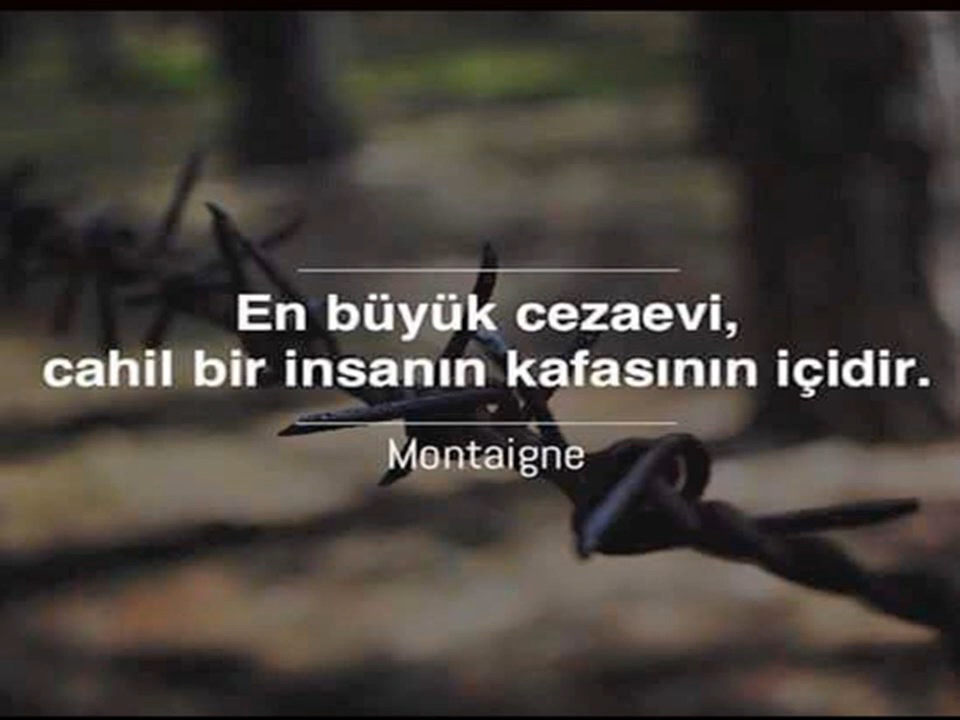 En büyük cezaevi,
cahil bir insanın kafasının içidir.
Montaigne